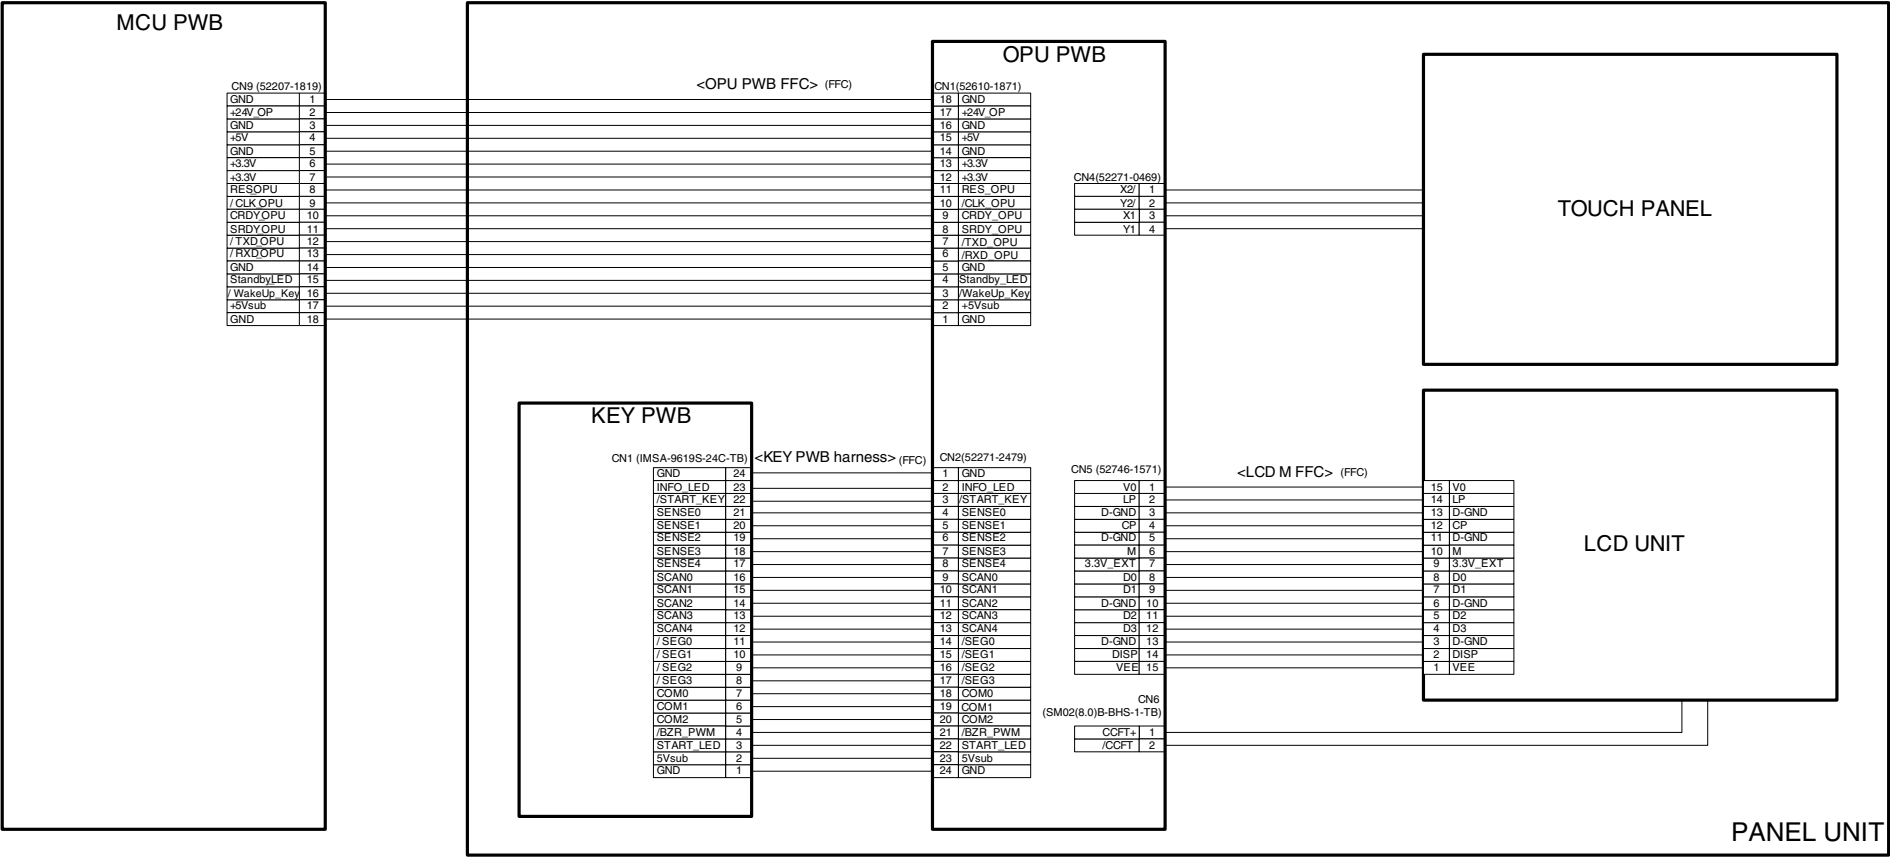 MCU PWB
CN9 (52207-1819)
GND 1
+24V_OP 2
GND 3
+5V 4
GND 5
+3.3V 6
+3.3V 7
RESOPU 8
/ CLK OPU 9
CRDYOPU 10
SRDYOPU 11
/ TXD OPU 12
/ RXD OPU 13
GND 14
Standby_LED 15
/ WakeUp_Key 16
+5Vsub 17
GND 18
<OPU PWB FFC> (FFC)
OPU PWB
CN1(52610-1871)
18 GND
17 +24V_OP
16 GND
15 +5V
14 GND
13 +3.3V
12 +3.3V
11 RES_OPU
10 /CLK_OPU
9 CRDY_OPU
8 SRDY_OPU
7 /TXD_OPU
6 /RXD_OPU
5 GND
4 Standby_LED
3 /WakeUp_Key
2 +5Vsub
1 GND
CN4(52271-0469)
X2/ 1
Y2/ 2
X1 3
Y1 4
TOUCH PANEL
KEY PWB
CN1 (IMSA-9619S-24C-TB)
GND 24
INFO_LED 23
/START_KEY 22
SENSE0 21
SENSE1 20
SENSE2 19
SENSE3 18
SENSE4 17
SCAN0 16
SCAN1 15
SCAN2 14
SCAN3 13
SCAN4 12
/ SEG0 11
/ SEG1 10
/ SEG2 9
/ SEG3 8
COM0 7
COM1 6
COM2 5
/BZR_PWM 4
START_LED 3
5Vsub 2
GND 1
<KEY PWB harness> (FFC)
CN2(52271-2479)
1 GND
2 INFO_LED
3 /START_KEY
4 SENSE0
5 SENSE1
6 SENSE2
7 SENSE3
8 SENSE4
9 SCAN0
10 SCAN1
11 SCAN2
12 SCAN3
13 SCAN4
14 /SEG0
15 /SEG1
16 /SEG2
17 /SEG3
18 COM0
19 COM1
20 COM2
21 /BZR_PWM
22 START_LED
23 5Vsub
24 GND
CN5 (52746-1571)
V0 1
LP 2
D-GND 3
CP 4
D-GND 5
M 6
3.3V_EXT 7
D0 8
D1 9
D-GND 10
D2 11
D3 12
D-GND 13
DISP 14
VEE 15
<LCD M FFC> (FFC)
15 V0
14 LP
13 D-GND
12 CP
11 D-GND
10 M
9 3.3V_EXT
8 D0
7 D1
6 D-GND
5 D2
4 D3
3 D-GND
2 DISP
1 VEE
LCD UNIT
CN6
(SM02(8.0)B-BHS-1-TB)
CCFT+ 1
/CCFT 2
PANEL UNIT